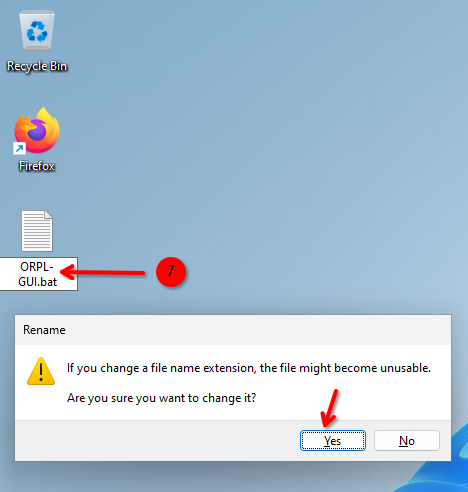 Recycle Bin
Firefox
ORPL-
GUI.bat
7
Rename
If you change a file name extension, the file might become unusable.
Are you sure you want to change it?
Yes
No